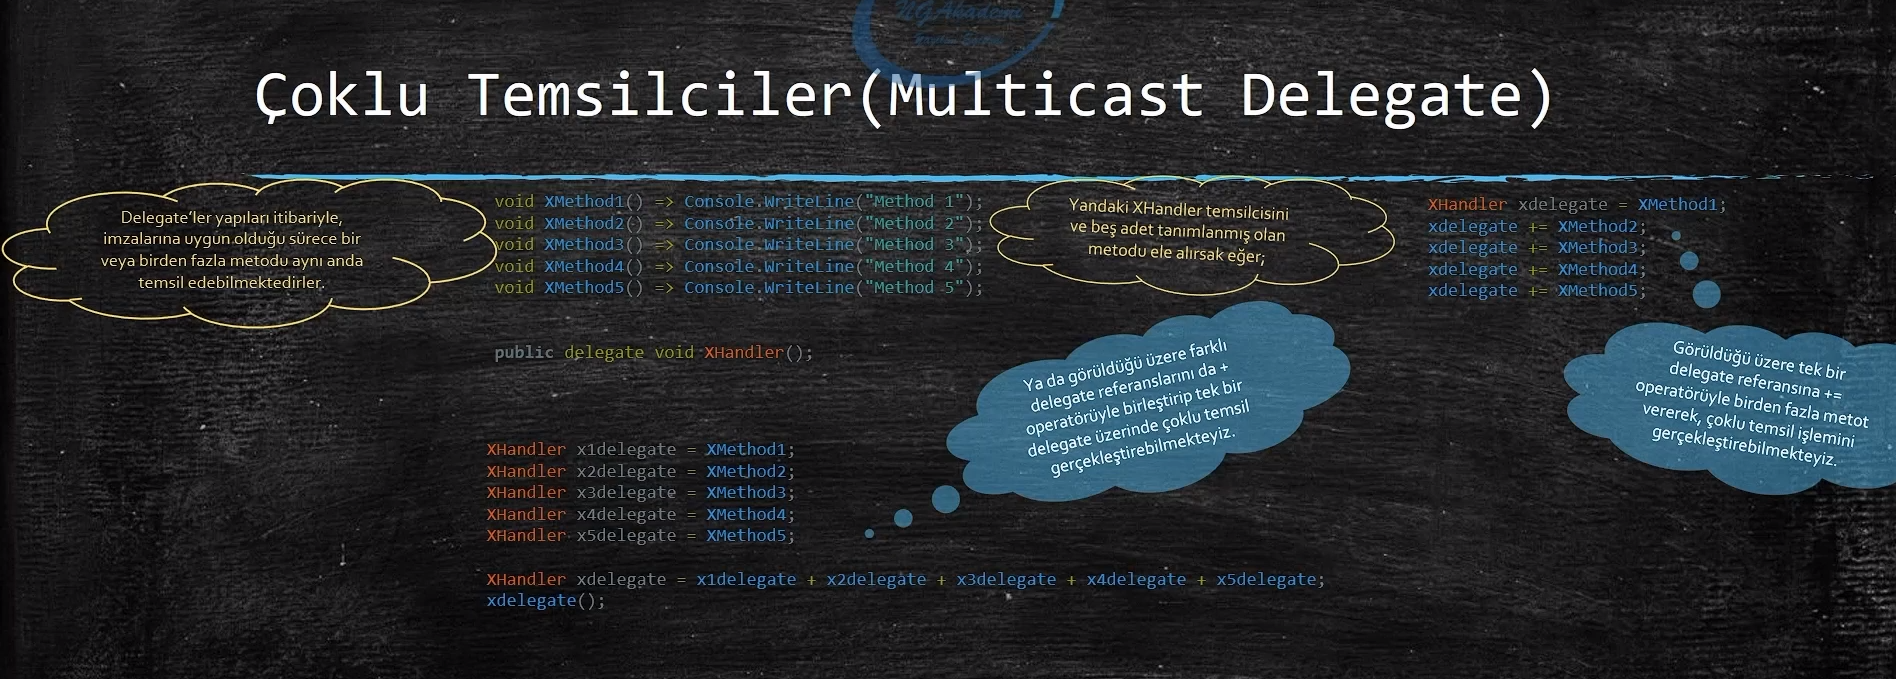 NGAkademi
Çoklu Temsilciler(Multicast Delegate)
Delegate'ler yapıları itibariyle,
imzalarına uygun olduğu sürece bir
veya birden fazla metodu aynı anda
temsil edebilmektedirler.
void XMethod1() => Console.WriteLine("Method 1");
void XMethod2() => Console.WriteLine("Method 2");
void XMethod3() => Console.WriteLine("Method 3");
void XMethod4() => Console.WriteLine("Method 4");
void XMethod5() => Console.WriteLine("Method 5");
public delegate void XHandler();
Yandaki XHandler temsilcisini
ve beş adet tanımlanmış olan
metodu ele alırsak eğer;
XHandler xdelegate = XMethod1;
xdelegate += XMethod2;
xdelegate += XMethod3;
xdelegate += XMethod4;
xdelegate += XMethod5;
Görüldüğü üzere tek bir
delegate referansına +=
operatörüyle birden fazla metot
vererek, çoklu temsil işlemini
gerçekleştirebilmekteyiz.
Ya da görüldüğü üzere farklı
delegate referanslarını da +
operatörüyle birleştirip tek bir
delegate üzerinde çoklu temsil
gerçekleştirebilmekteyiz.
XHandler x1delegate = XMethod1;
XHandler x2delegate = XMethod2;
XHandler x3delegate = XMethod3;
XHandler x4delegate = XMethod4;
XHandler x5delegate = XMethod5;
XHandler xdelegate = x1delegate + x2delegate + x3delegate + x4delegate + x5delegate;
xdelegate();